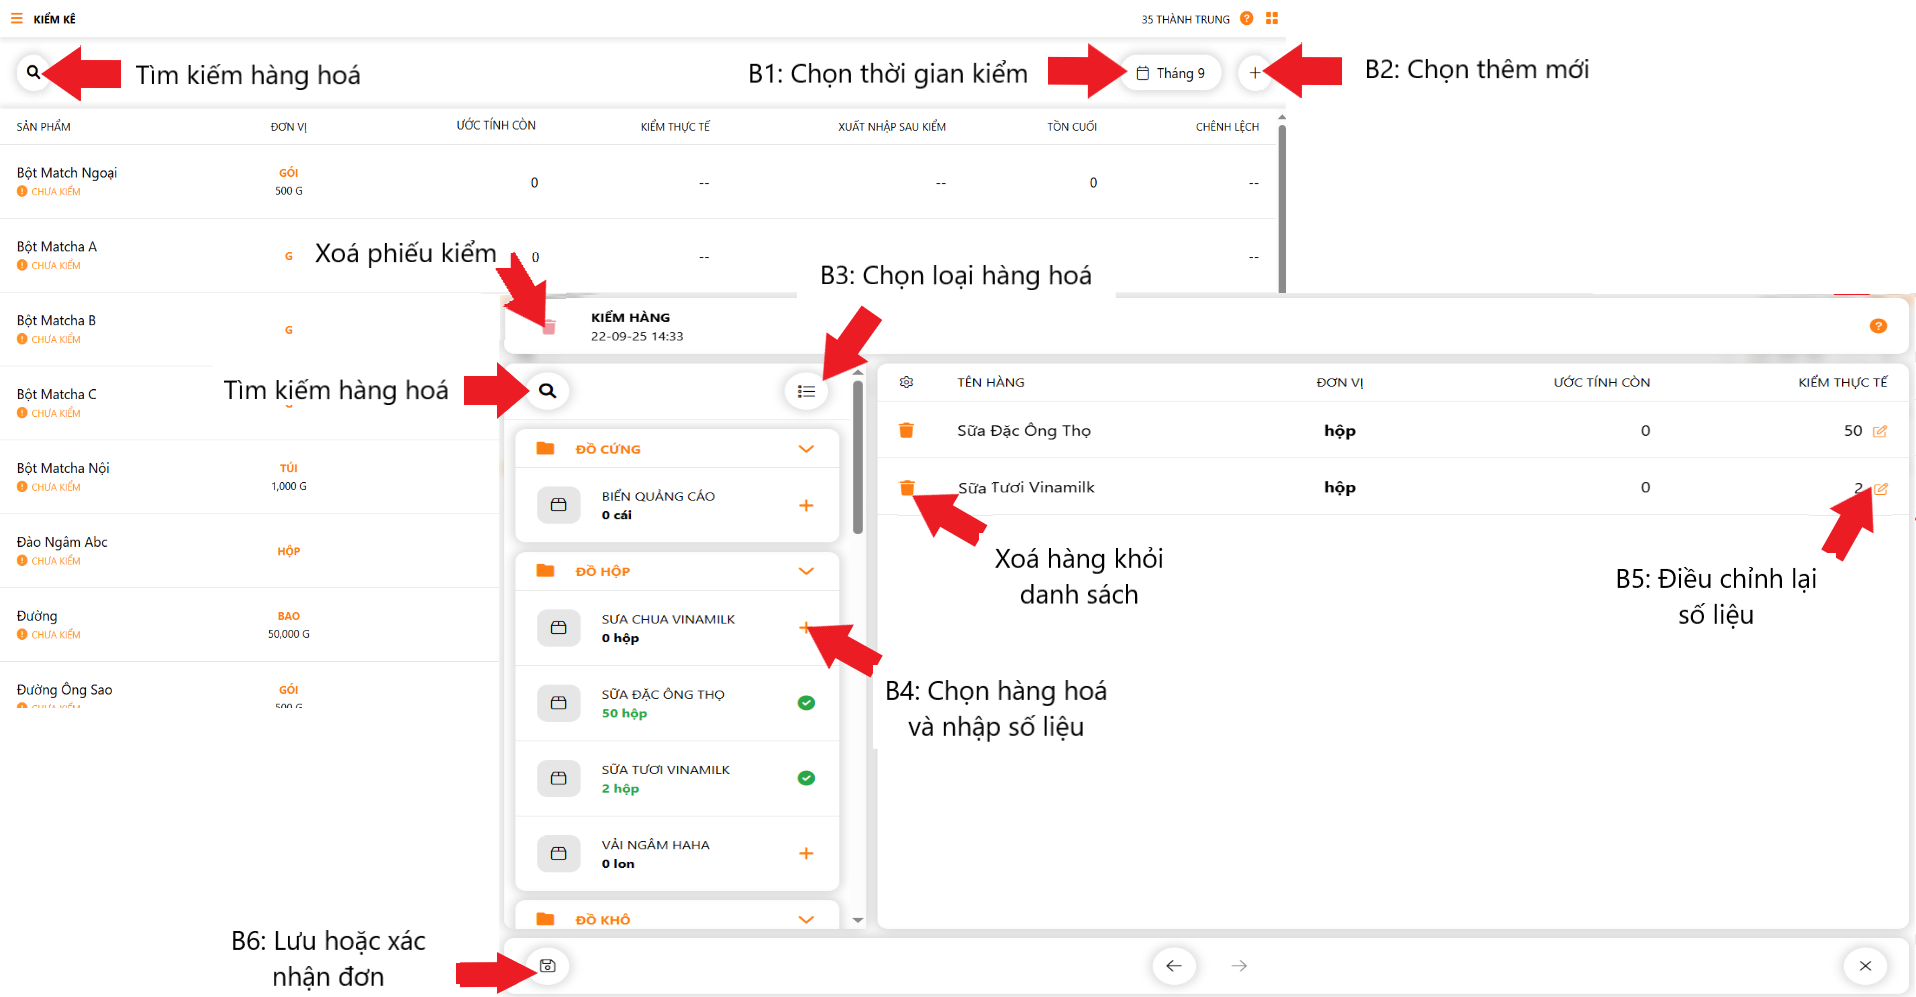 KIỂM KÊ
35 THÀNH TRUNG
Tìm kiếm hàng hoá
B1: Chọn thời gian kiểm
Tháng 9
B2: Chọn thêm mới
SẢN PHẨM ĐƠN VỊ ƯỚC TÍNH CÒN KIỂM THỰC TẾ XUẤT NHẬP SAU KIỂM TỒN CUỐI CHÊNH LỆCH
Bột Match Ngoại
CHƯA KIỂM
GÓI
500 G
0 -- -- 0 --
Bột Matcha A
CHƯA KIỂM
G
0 -- --
Xoá phiếu kiểm
B3: Chọn loại hàng hoá
Bột Matcha B
CHƯA KIỂM
G
Bột Matcha C
CHƯA KIỂM
Bột Matcha Nội
CHƯA KIỂM
TÚI
1,000 G
Đào Ngâm Abc
CHƯA KIỂM
HỘP
Đường
CHƯA KIỂM
BAO
50,000 G
Đường Ông Sao
CHƯA KIỂM
GÓI
500 G
KIỂM HÀNG
22-09-25 14:33
Tìm kiếm hàng hoá
ĐỒ CỨNG
BIỂN QUẢNG CÁO
0 cái
ĐỒ HỘP
SỮA CHUA VINAMILK
0 hộp
SỮA ĐẶC ÔNG THỌ
50 hộp
SỮA TƯƠI VINAMILK
2 hộp
VẢI NGÂM HAHA
0 lon
ĐỒ KHÔ
TÊN HÀNG ĐƠN VỊ ƯỚC TÍNH CÒN KIỂM THỰC TẾ
Sữa Đặc Ông Thọ hộp 0 50
Sữa Tươi Vinamilk hộp 0 2
Xoá hàng khỏi
danh sách
B5: Điều chỉnh lại
số liệu
B4: Chọn hàng hoá
và nhập số liệu
B6: Lưu hoặc xác
nhận đơn